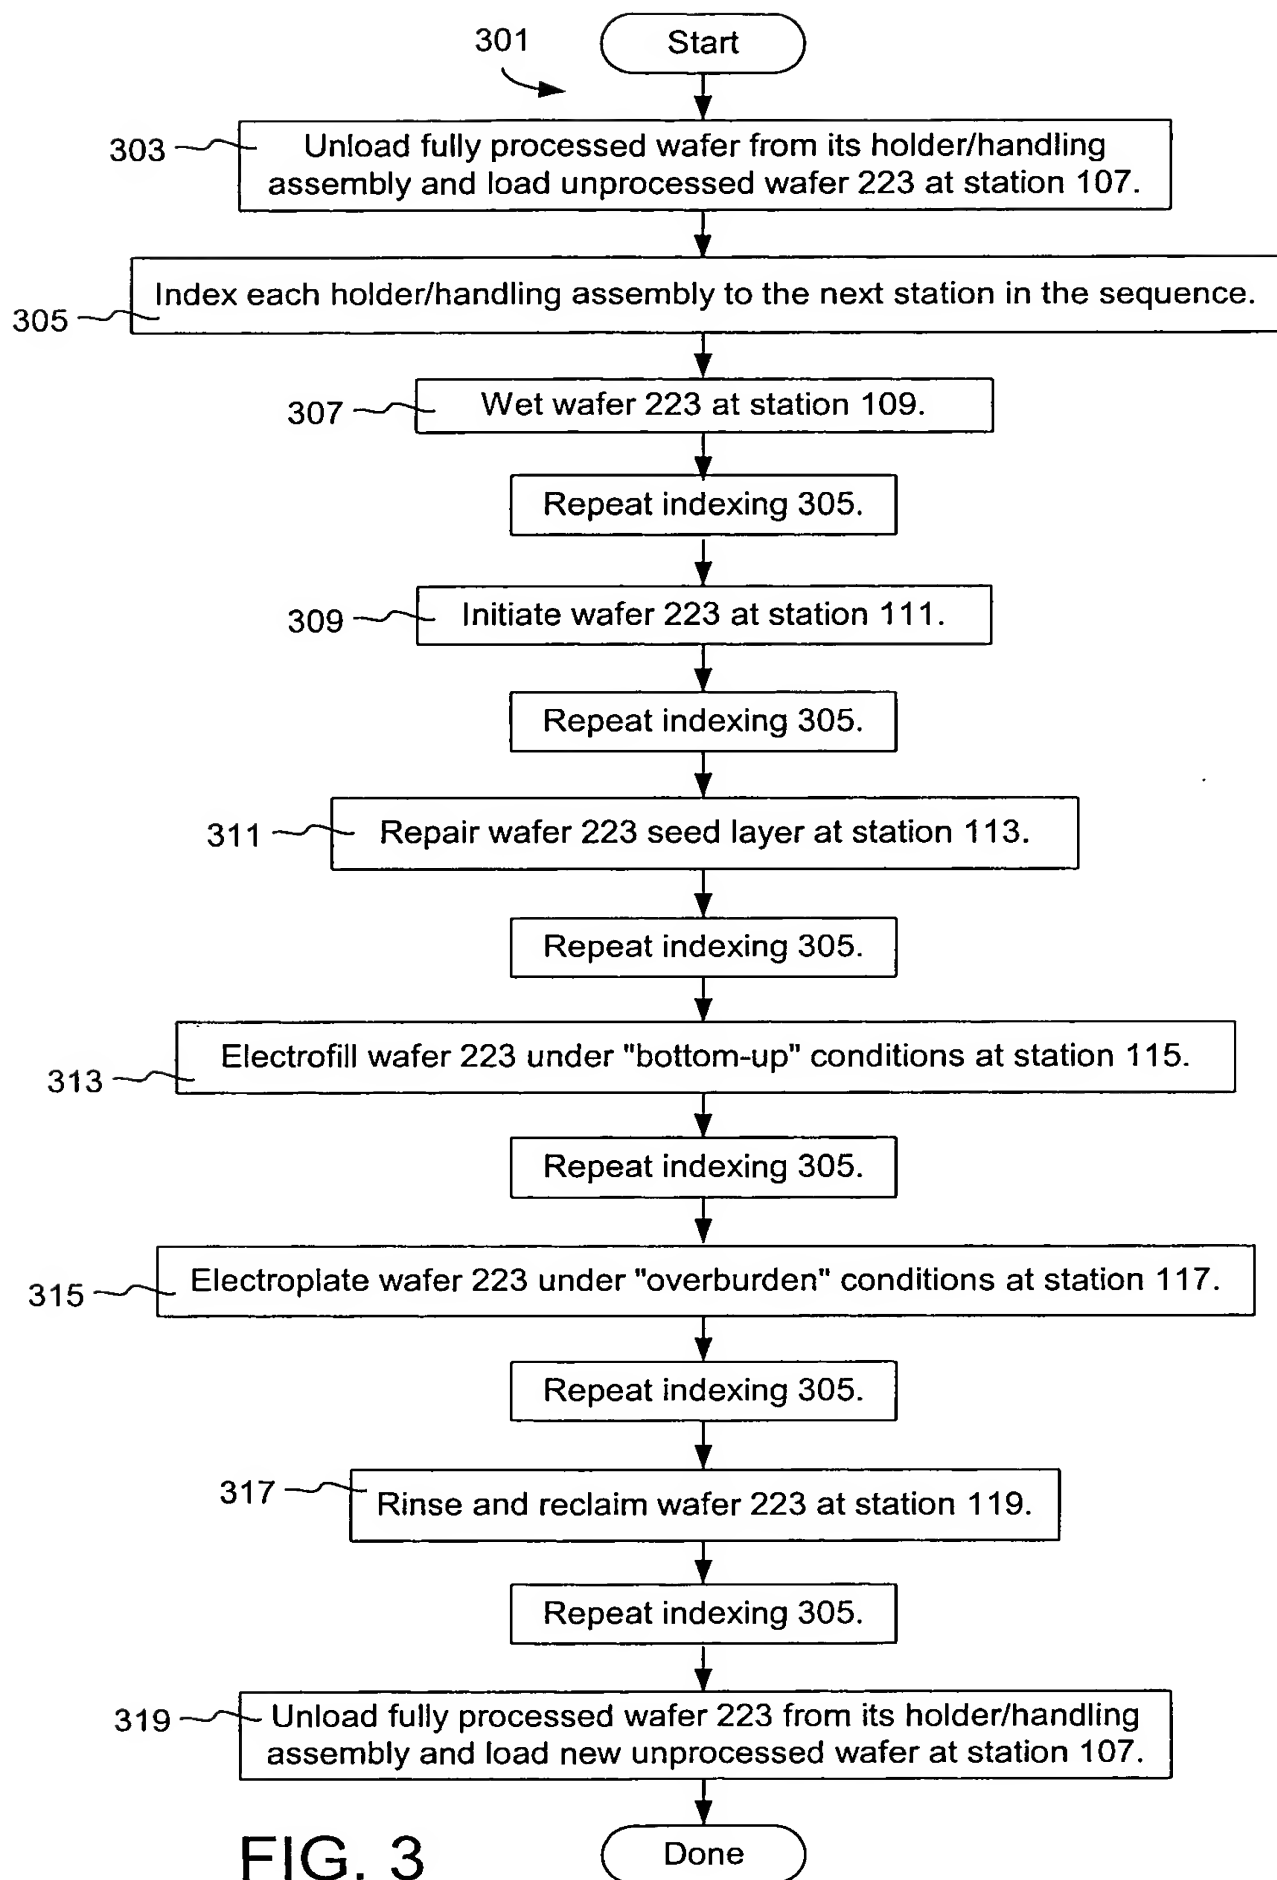 301
Start
303
Unload fully processed wafer from its holder/handling
assembly and load unprocessed wafer 223 at station 107.
305
Index each holder/handling assembly to the next station in the sequence.
307
Wet wafer 223 at station 109.
Repeat indexing 305.
309
Initiate wafer 223 at station 111.
Repeat indexing 305.
311
Repair wafer 223 seed layer at station 113.
Repeat indexing 305.
313
Electrofill wafer 223 under "bottom-up" conditions at station 115.
Repeat indexing 305.
315
Electroplate wafer 223 under "overburden" conditions at station 117.
Repeat indexing 305.
317
Rinse and reclaim wafer 223 at station 119.
Repeat indexing 305.
319
Unload fully processed wafer 223 from its holder/handling
assembly and load new unprocessed wafer at station 107.
Done
FIG. 3